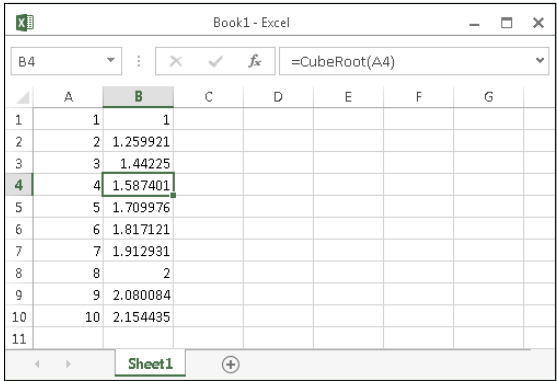 Book1 - Excel
B4 fx =CubeRoot(A4)
A B C D E F G
1 1 1
2 2 1.259921
3 3 1.44225
4 4 1.587401
5 5 1.709976
6 6 1.817121
7 7 1.912931
8 8 2
9 9 2.080084
10 10 2.154435
11
Sheet1